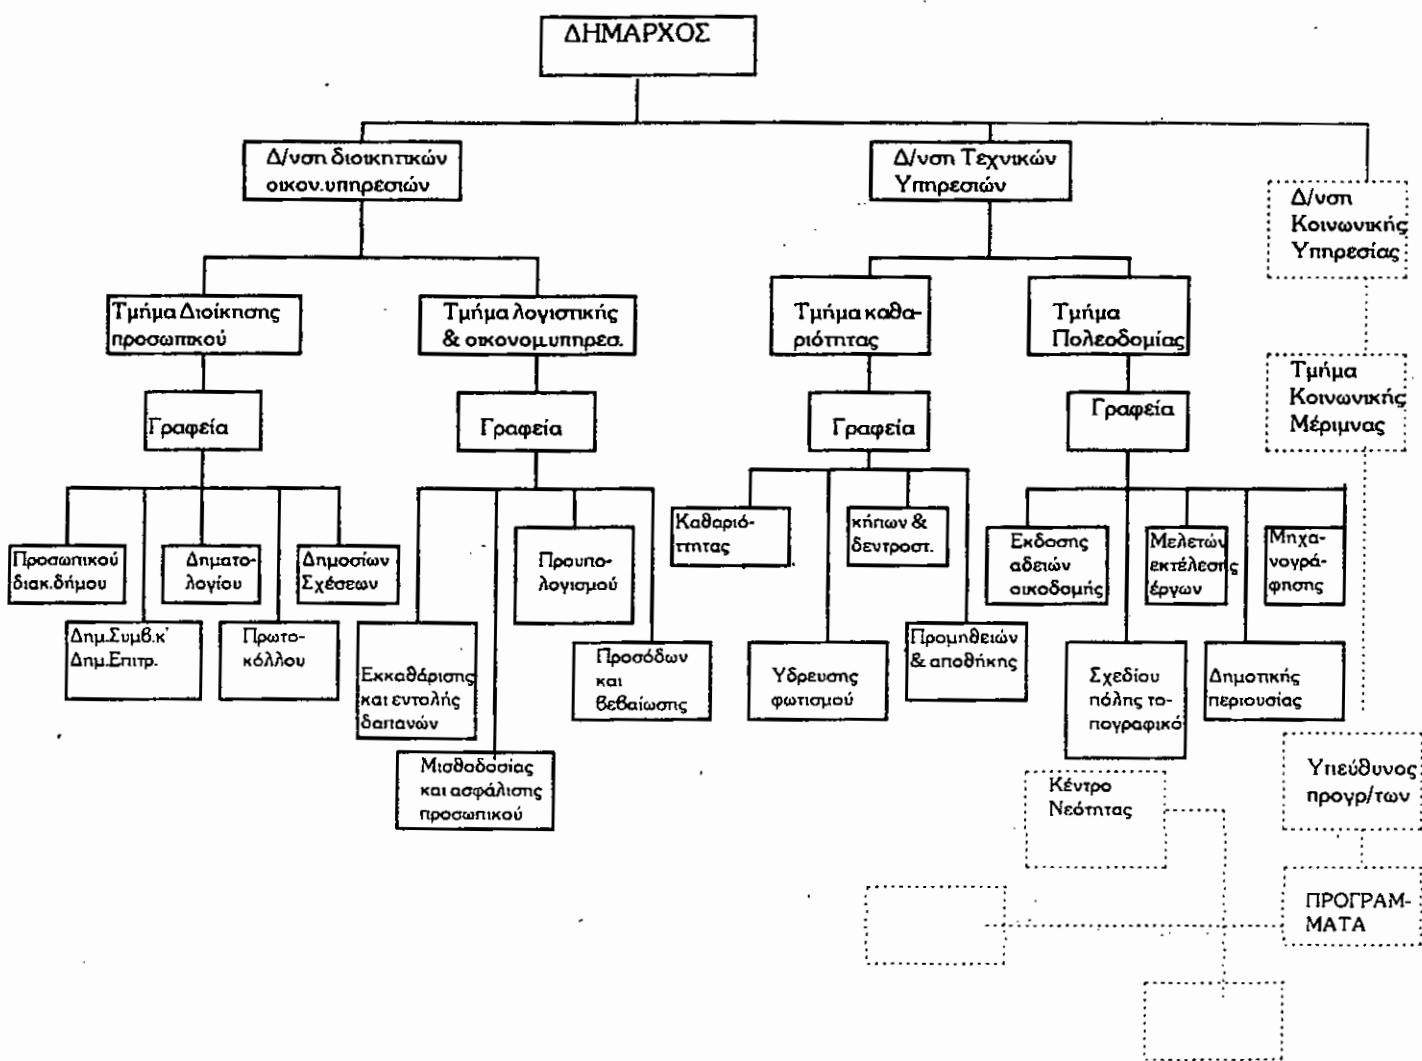 ΔΗΜΑΡΧΟΣ
Δ/νση διοικητικών
οικον.υπηρεσιών
Δ/νση Τεχνικών
Υπηρεσιών
Δ/νση
Κοινωνικής
Υπηρεσίας
Τμήμα Διοίκησης
προσωπικού
Τμήμα λογιστικής
& οικονομ.υπηρεσ.
Τμήμα καθα-
ριότητας
Τμήμα
Πολεοδομίας
Τμήμα
Κοινωνικής
Μέριμνας
Γραφεία
Γραφεία
Γραφεία
Γραφεία
Προσωπικού
διακ.δήμου
Δημοτο-
λογίου
Δημοσίων
Σχέσεων
Δημ.Συμβ.κ'
Δημ.Επιτρ.
Πρωτο-
κόλλου
Προυπο-
λογισμού
Εκκαθάρισης
και εντολής
δαπανών
Προσόδων
και
βεβαίωσης
Μισθοδοσίας
και ασφάλισης
προσωπικού
Καθαριό-
ττητας
κήπων &
δεντροστ.
Υδρευσης
φωτισμού
Προμηθειών
& αποθήκης
Εκδοσης
αδειών
οικοδομής
Μελετών
εκτέλεσης
έργων
Μηχα-
νογρά-
φησης
Σχεδίου
πόλης το-
πογραφικό
Δημοτικής
περιουσίας
Κέντρο
Νεότητας
Υπεύθυνος
προγρ/των
ΠΡΟΓΡΑΜ-
ΜΑΤΑ